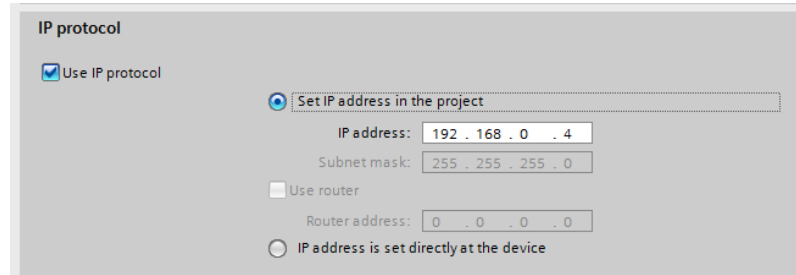 IP protocol
Use IP protocol
Set IP address in the project
IP address: 192 . 168 . 0 . 4
Subnet mask: 255 . 255 . 255 . 0
Use router
Router address: 0 . 0 . 0 . 0
IP address is set directly at the device